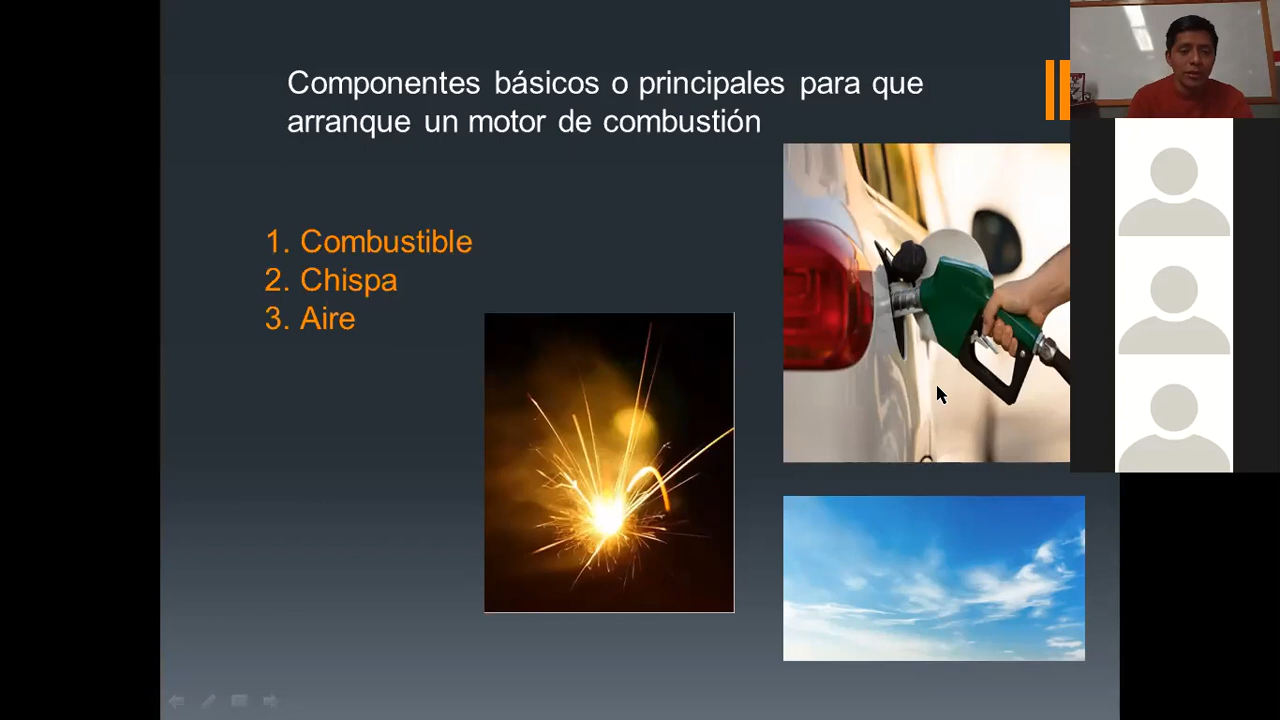 Componentes básicos o principales para que
arranque un motor de combustión
1. Combustible
2. Chispa
3. Aire